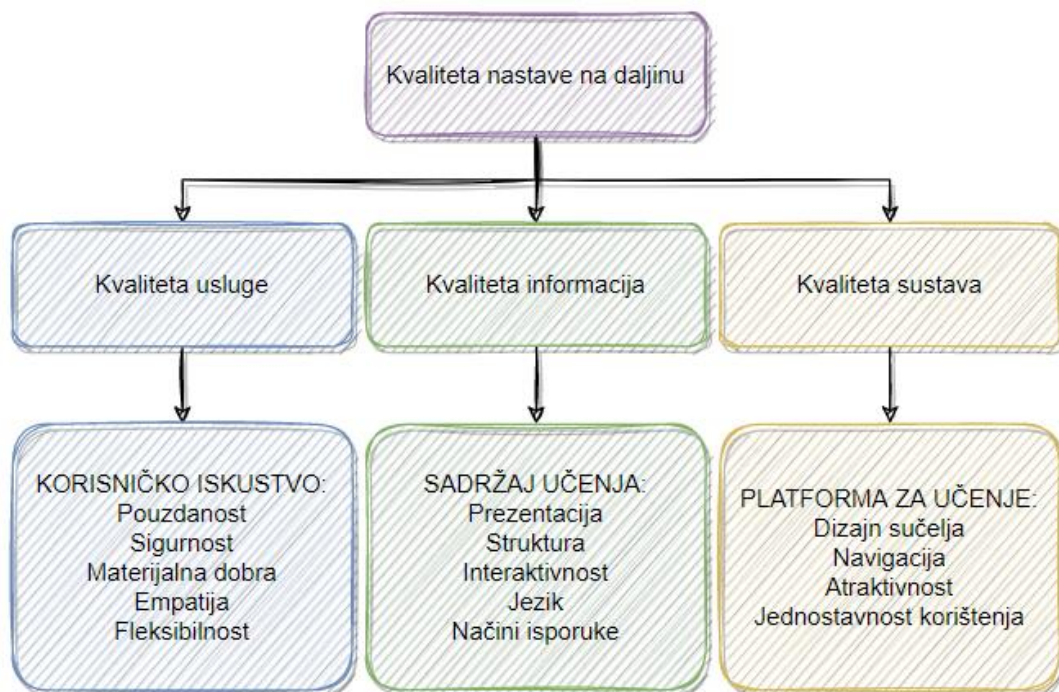 Kvaliteta nastave na daljinu
Kvaliteta usluge
Kvaliteta informacija
Kvaliteta sustava
KORISNIČKO ISKUSTVO:
Pouzdanost
Sigurnost
Materijalna dobra
Empatija
Fleksibilnost
SADRŽAJ UČENJA:
Prezentacija
Struktura
Interaktivnost
Jezik
Načini isporuke
PLATFORMA ZA UČENJE:
Dizajn sučelja
Navigacija
Atraktivnost
Jednostavnost korištenja